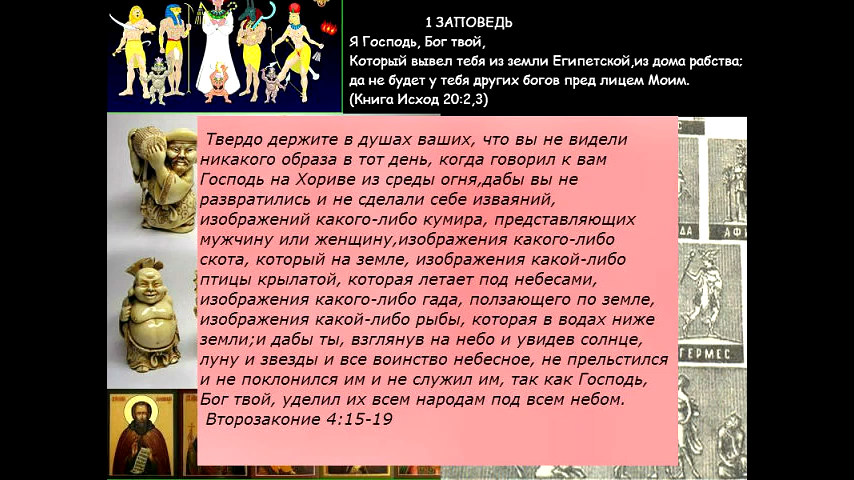 1 ЗАПОВЕДЬ
Я Господь, Бог твой,
Который вывел тебя из земли Египетской,из дома рабства;
да не будет у тебя других богов пред лицем Моим.
(Книга Исход 20:2,3)
Твердо держите в душах ваших, что вы не видели
никакого образа в тот день, когда говорил к вам
Господь на Хориве из среды огня,дабы вы не
развратились и не сделали себе изваяний,
изображений какого-либо кумира, представляющих
мужчину или женщину,изображения какого-либо
скота, который на земле, изображения какой-либо
птицы крылатой, которая летает под небесами,
изображения какого-либо гада, ползающего по земле,
изображения какой-либо рыбы, которая в водах ниже
земли;и дабы ты, взглянув на небо и увидев солнце,
луну и звезды и все воинство небесное, не прельстился
и не поклонился им и не служил им, так как Господь,
Бог твой, уделил их всем народам под всем небом.
Второзаконие 4:15-19
ГЕРМЕС